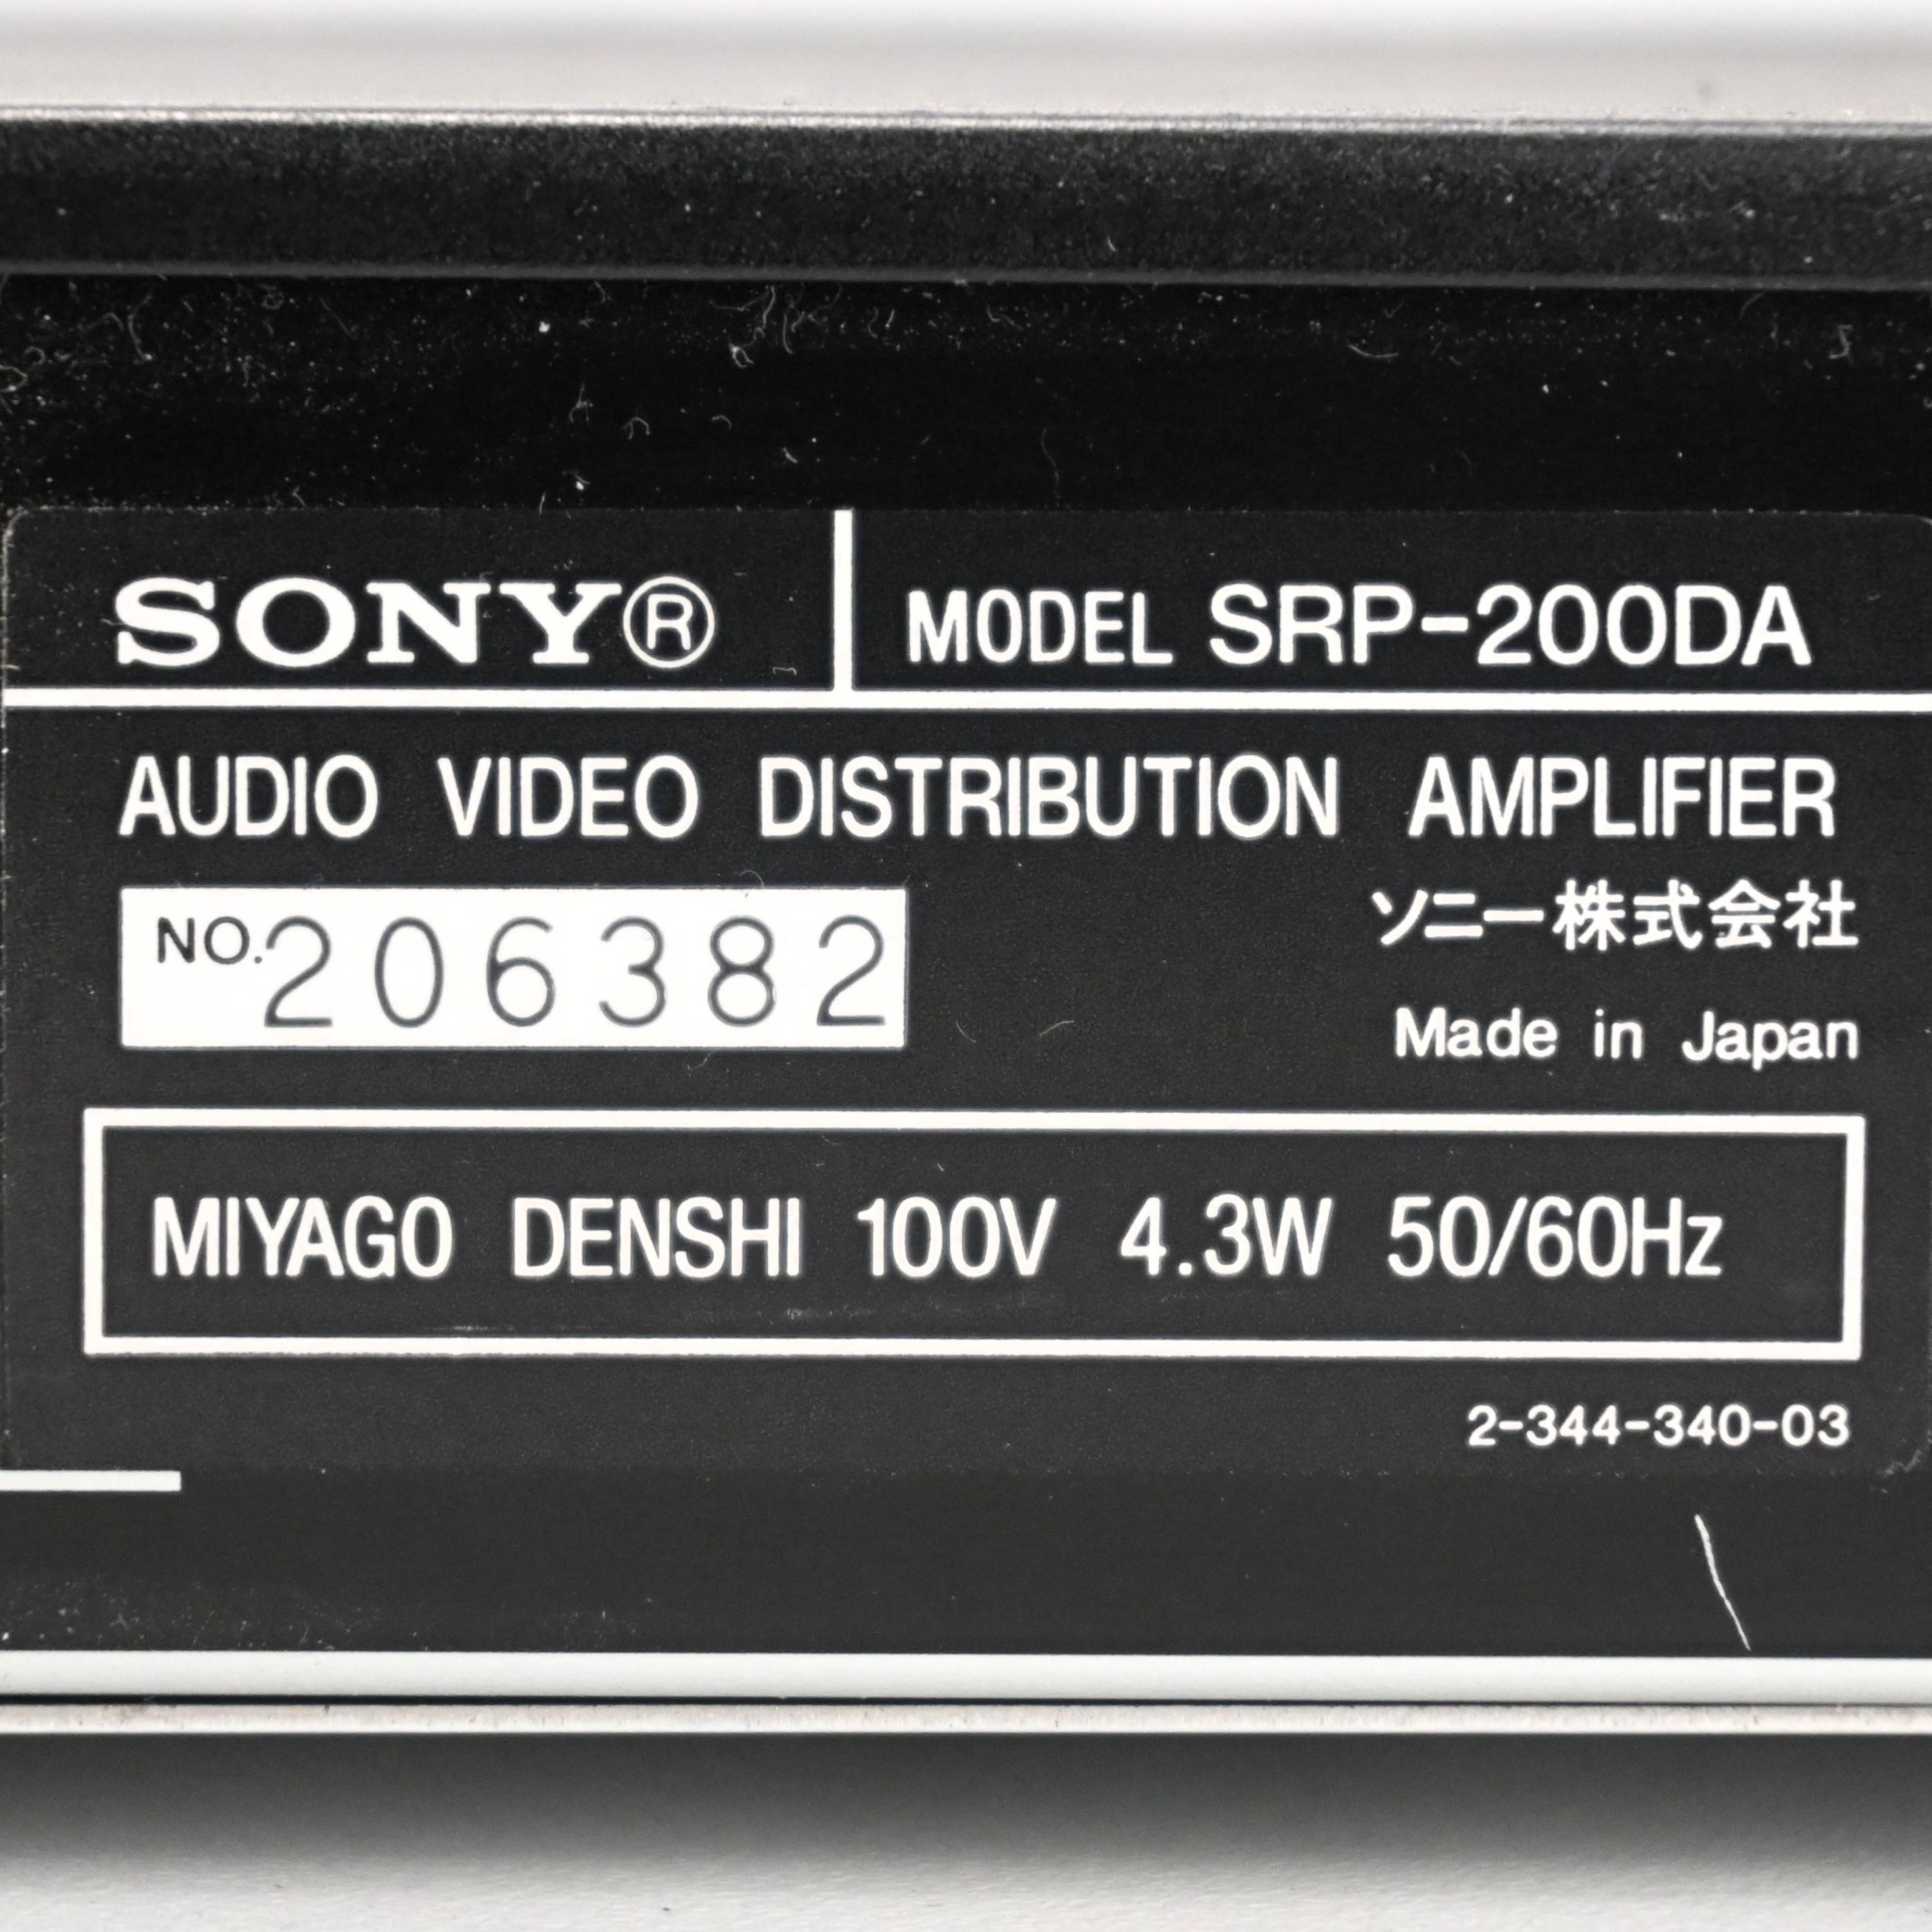 SONY®
MODEL SRP-200DA
AUDIO VIDEO DISTRIBUTION AMPLIFIER
NO. 206382
ソニー株式会社
Made in Japan
MIYAGO DENSHI 100V 4.3W 50/60Hz
2-344-340-03